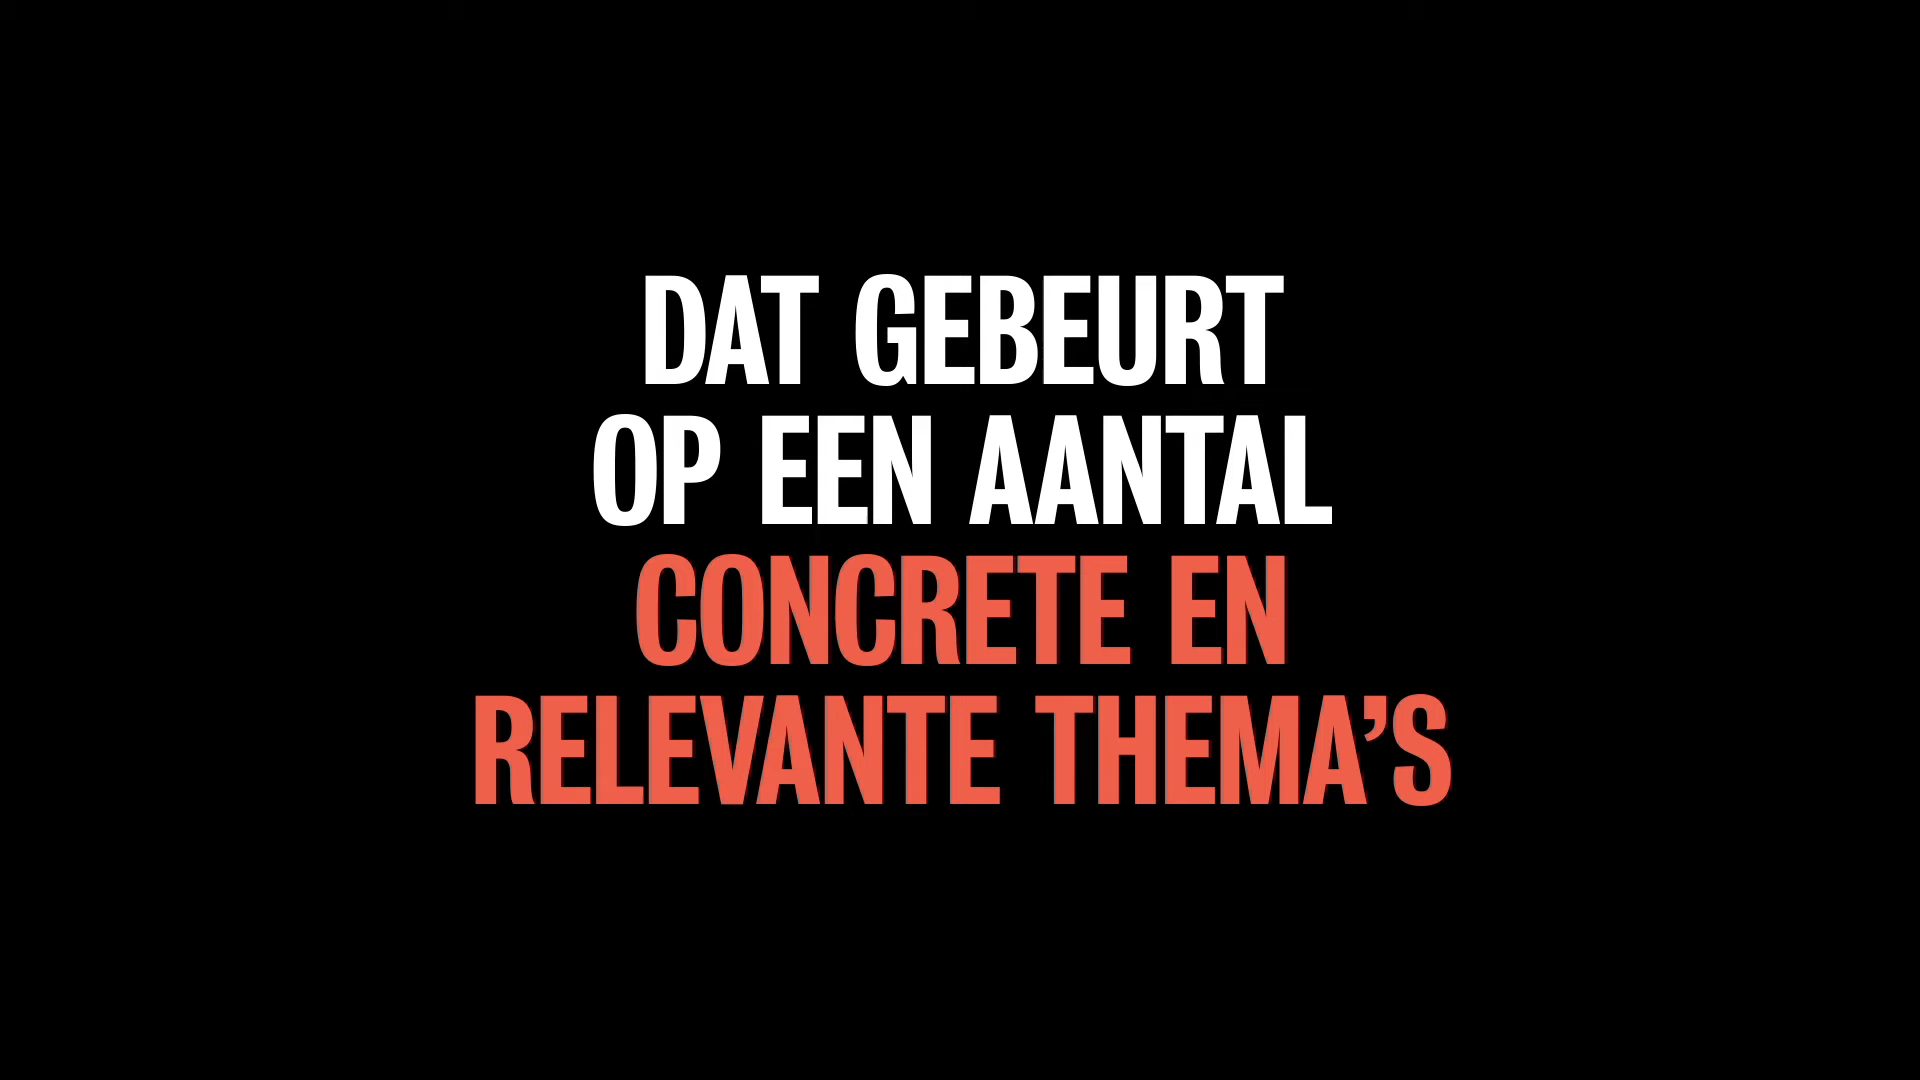 DAT GEBEURT
OP EEN AANTAL
CONCRETE EN
RELEVANTE THEMA’S